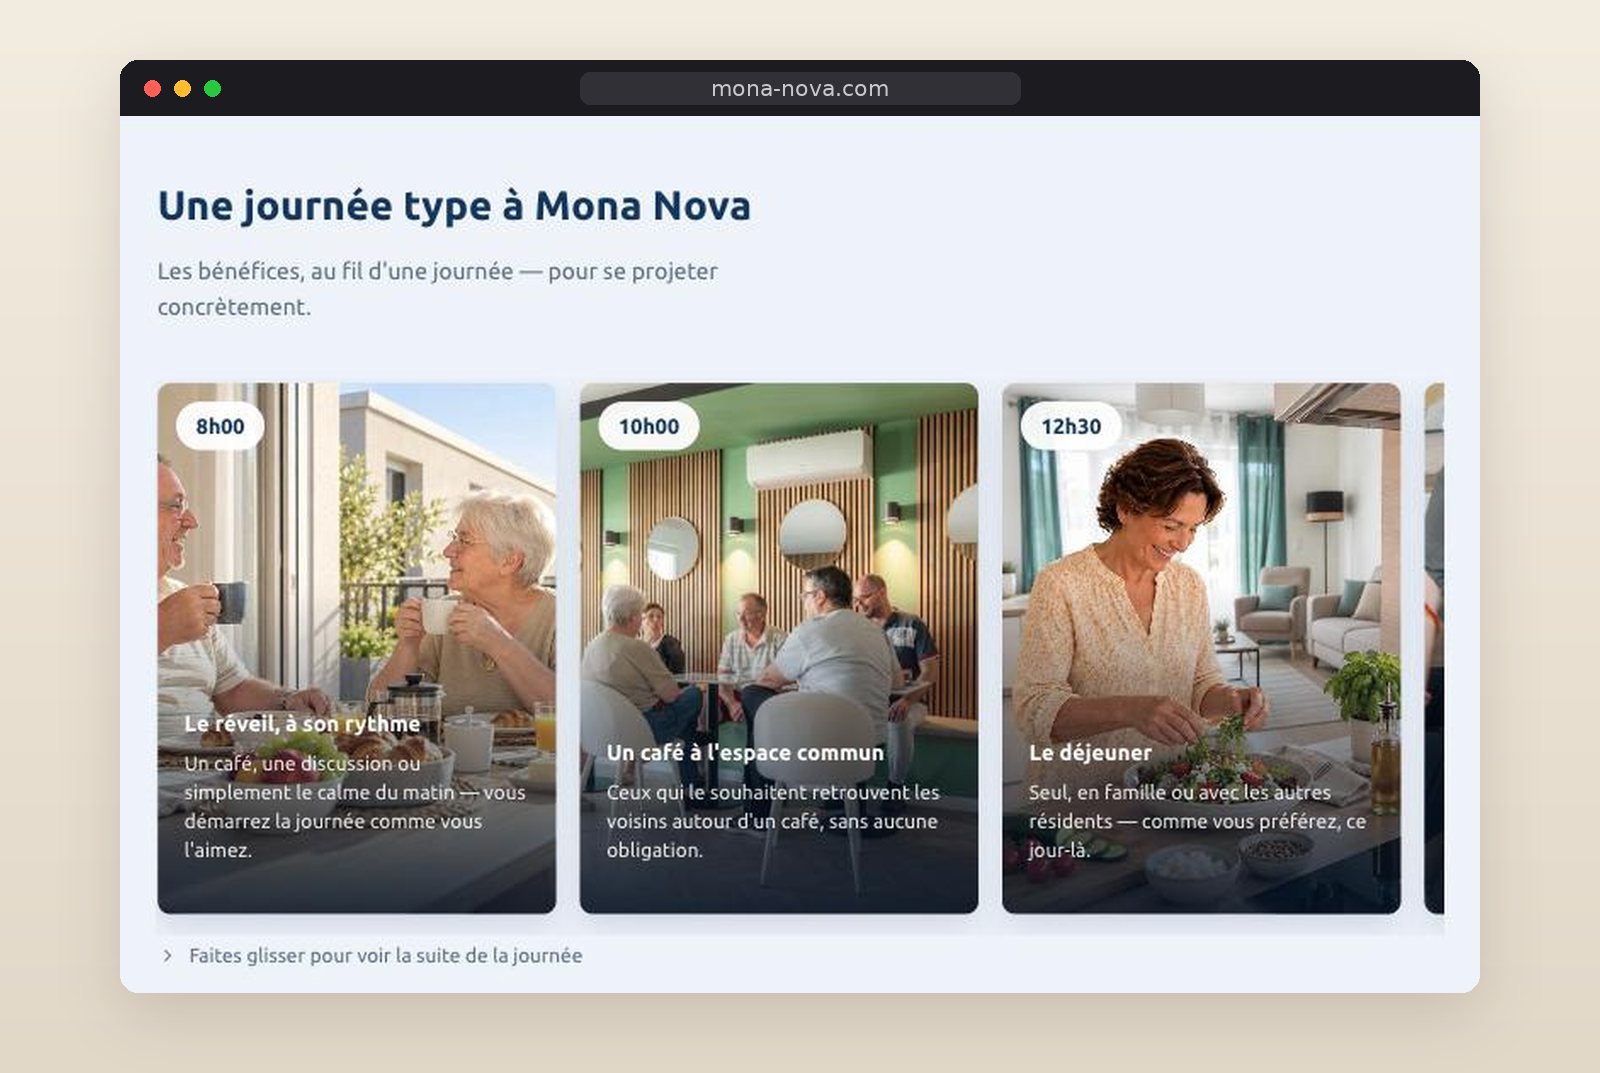 mona-nova.com
Une journée type à Mona Nova
Les bénéfices, au fil d'une journée — pour se projeter
concrètement.
8h00
Le réveil, à son rythme
Un café, une discussion ou
simplement le calme du matin — vous
démarrez la journée comme vous
l'aimez.
10h00
Un café à l'espace commun
Ceux qui le souhaitent retrouvent les
voisins autour d'un café, sans aucune
obligation.
12h30
Le déjeuner
Seul, en famille ou avec les autres
résidents — comme vous préférez, ce
jour-là.
Faites glisser pour voir la suite de la journée